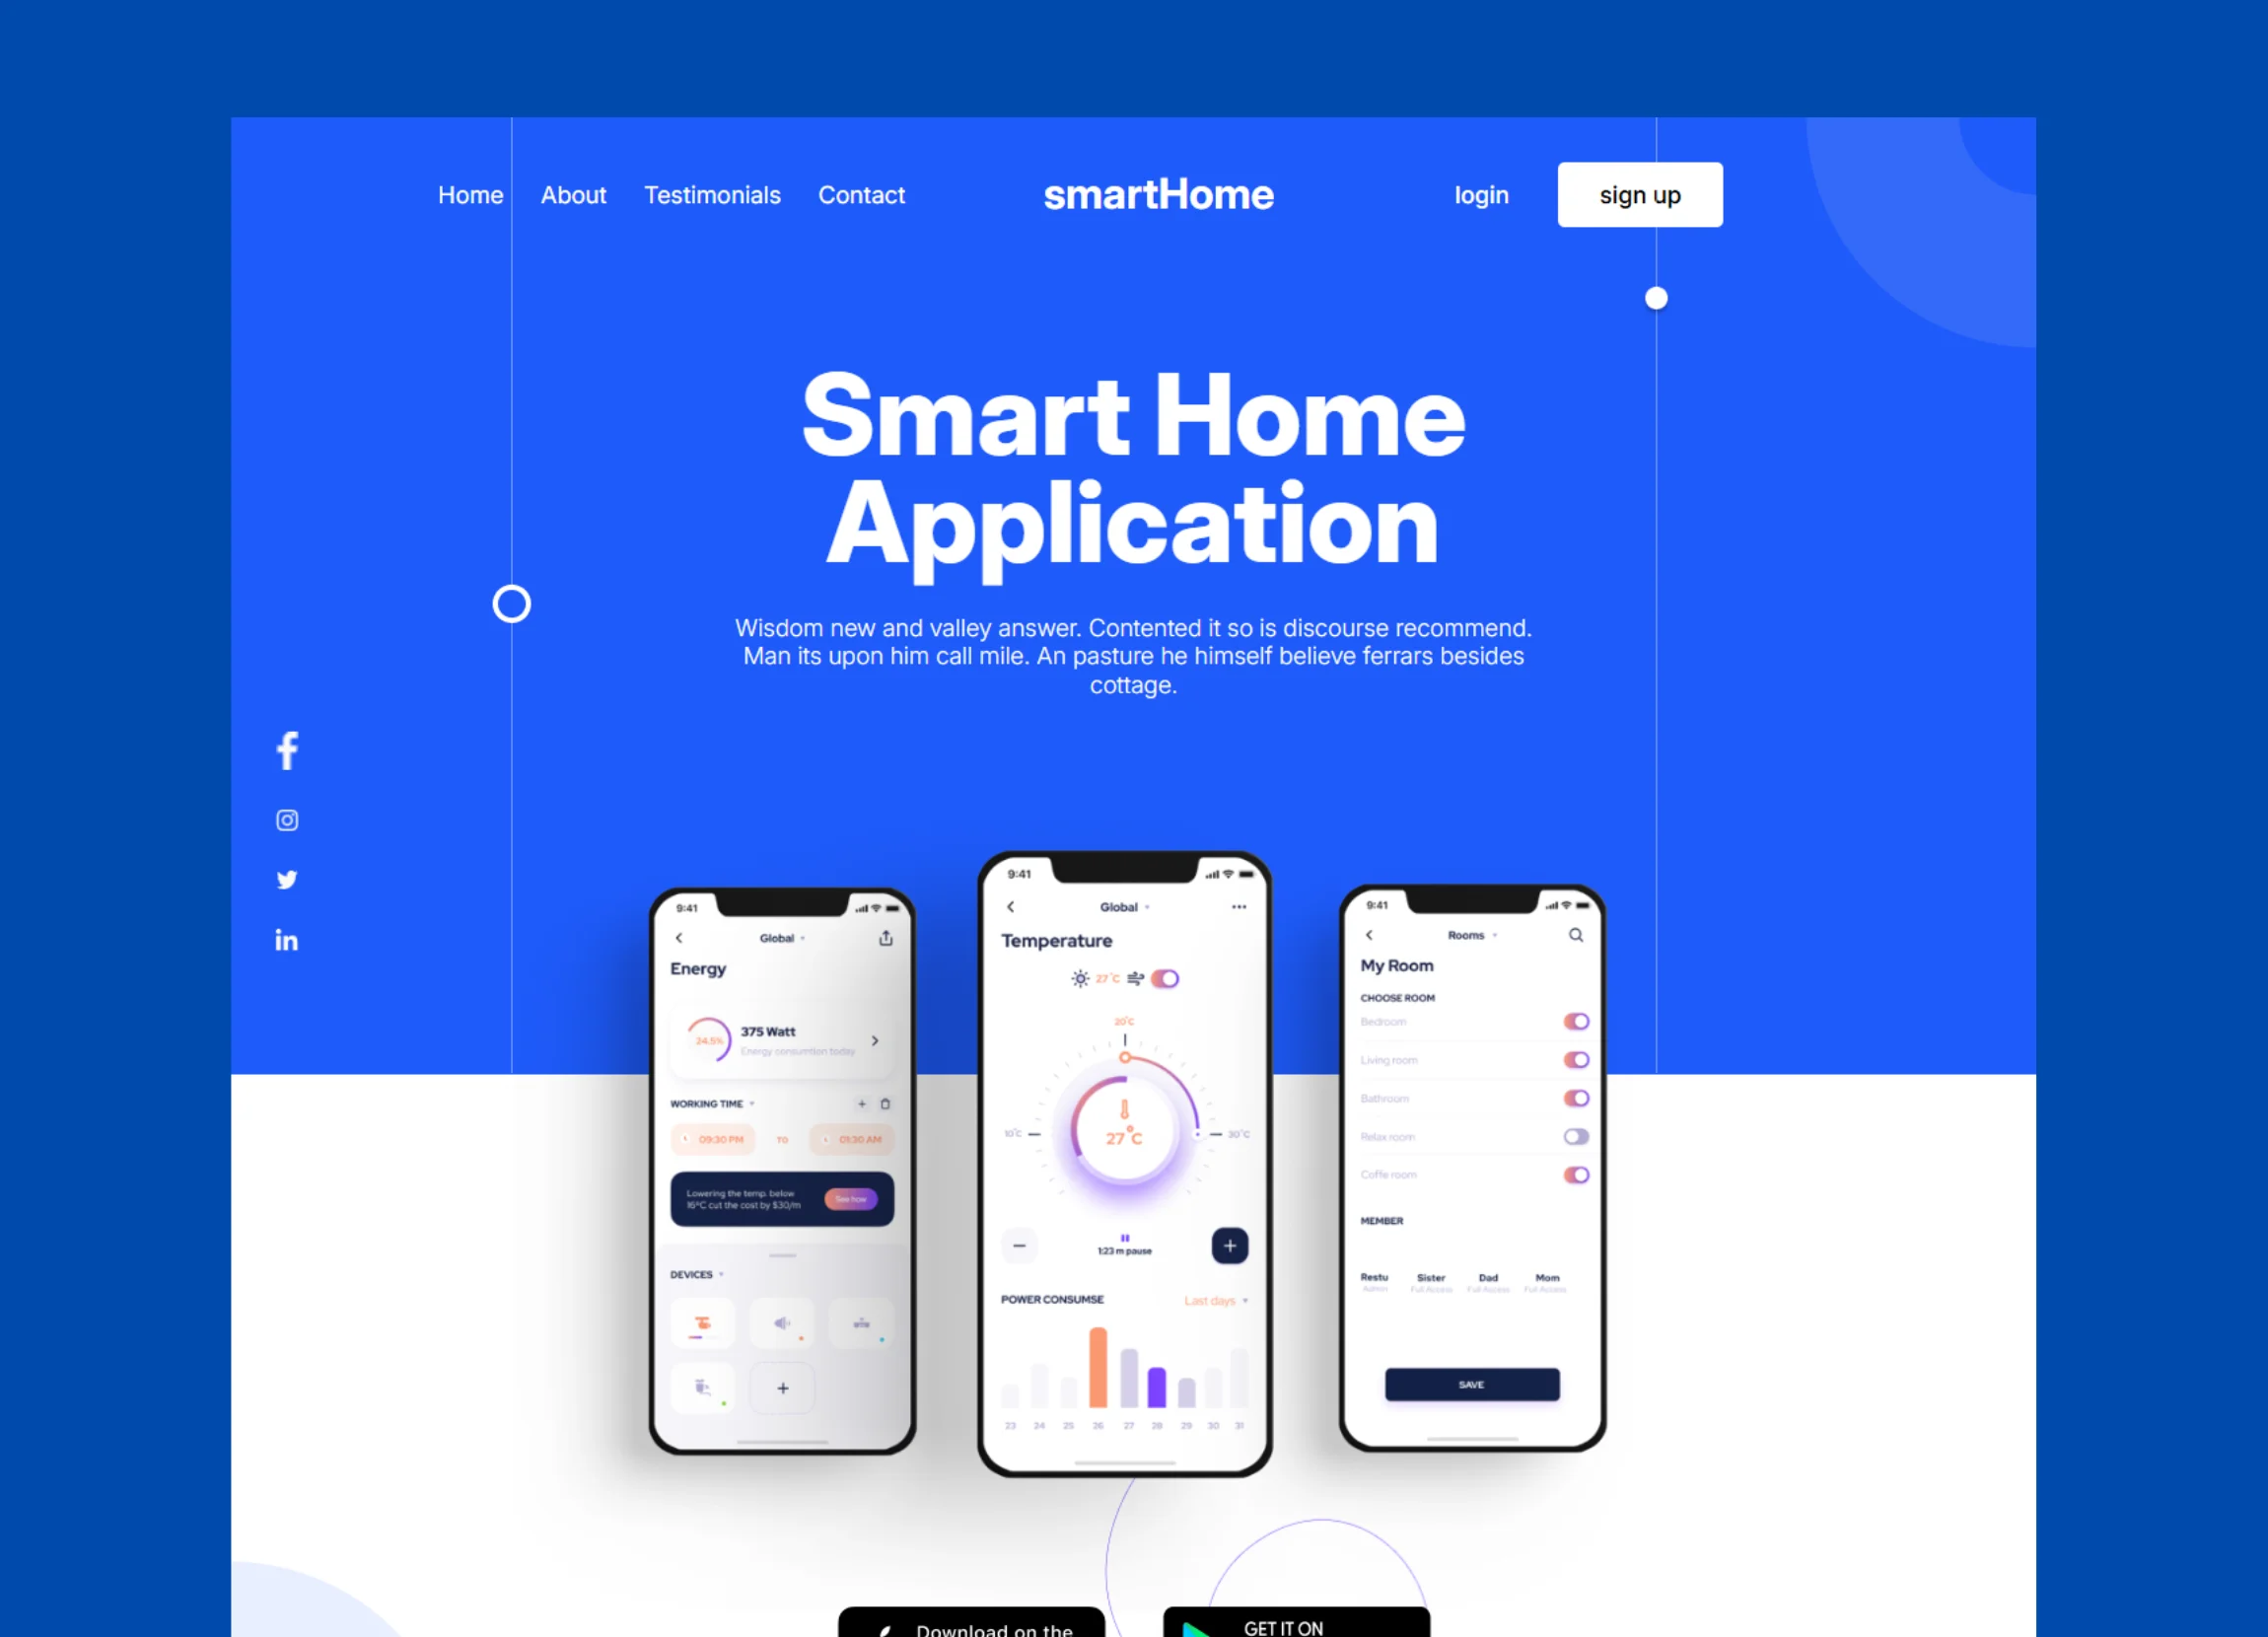 Home About Testimonials Contact smartHome login sign up
Smart Home
Application
Wisdom new and valley answer. Contented it so is discourse recommend.
Man its upon him call mile. An pasture he himself believe ferrars besides
cottage.
9:41
Global
Energy
24.5%
375 Watt
Energy consumtion today
WORKING TIME
09:30 PM TO 01:30 AM
Lowering the temp. below
16°C cut the cost by $30/m
See how
DEVICES
9:41
Global
Temperature
27°C
20°C
10°C
27°C
30°C
1:23 m pause
POWER CONSUMSE Last days
23 24 25 26 27 28 29 30 31
9:41
Rooms
My Room
CHOOSE ROOM
Bedroom
Living room
Bathroom
Relax room
Coffe room
MEMBER
Restu Sister Dad Mom
Admin Full Access Full Access Full Access
SAVE
Download on the
GET IT ON